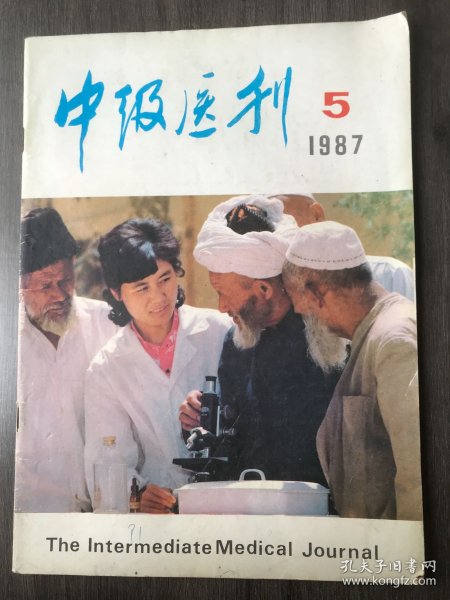 中级医刊
5
1987
71
The Intermediate Medical Journal
孔夫子旧书网
www.kongfz.com